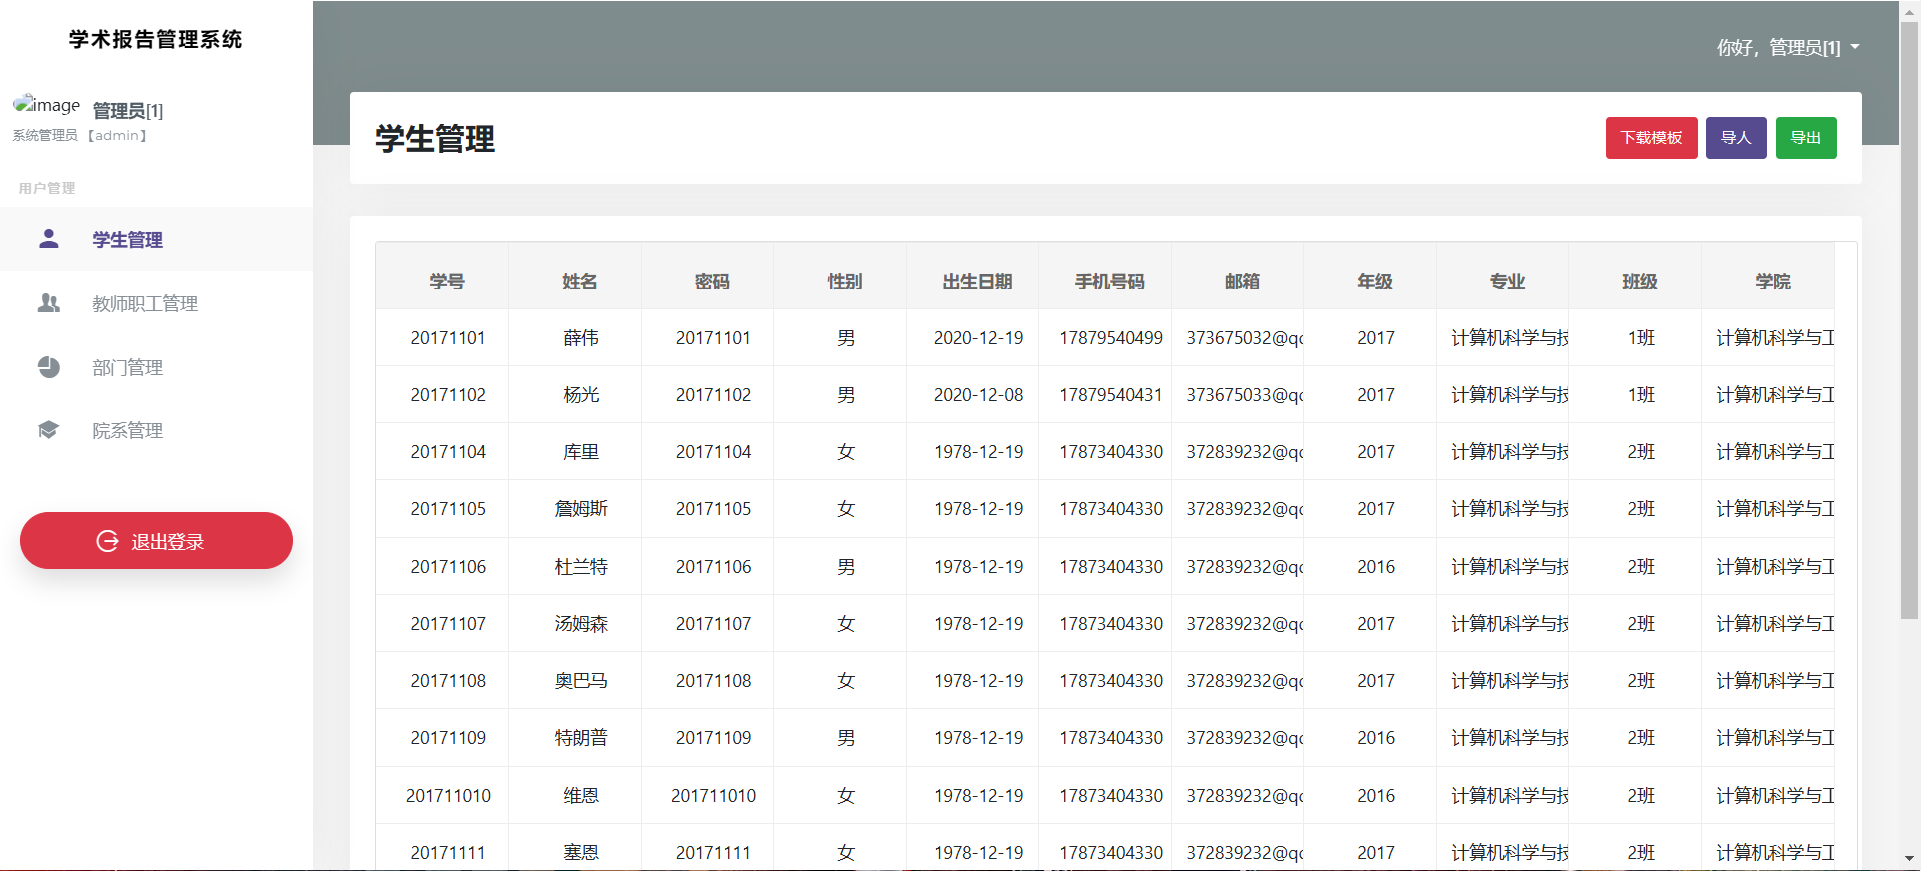 学术报告管理系统
你好，管理员[1]
image 管理员[1]
系统管理员 【admin】
用户管理
学生管理
教师职工管理
部门管理
院系管理
退出登录
学生管理
下载模板 导人 导出
学号 姓名 密码 性别 出生日期 手机号码 邮箱 年级 专业 班级 学院
20171101 薛伟 20171101 男 2020-12-19 17879540499 373675032@qc 2017 计算机科学与技 1班 计算机科学与工
20171102 杨光 20171102 男 2020-12-08 17879540431 373675033@qc 2017 计算机科学与技 1班 计算机科学与工
20171104 库里 20171104 女 1978-12-19 17873404330 372839232@qc 2017 计算机科学与技 2班 计算机科学与工
20171105 詹姆斯 20171105 女 1978-12-19 17873404330 372839232@qc 2017 计算机科学与技 2班 计算机科学与工
20171106 杜兰特 20171106 男 1978-12-19 17873404330 372839232@qc 2016 计算机科学与技 2班 计算机科学与工
20171107 汤姆森 20171107 女 1978-12-19 17873404330 372839232@qc 2017 计算机科学与技 2班 计算机科学与工
20171108 奥巴马 20171108 女 1978-12-19 17873404330 372839232@qc 2017 计算机科学与技 2班 计算机科学与工
20171109 特朗普 20171109 男 1978-12-19 17873404330 372839232@qc 2016 计算机科学与技 2班 计算机科学与工
201711010 维恩 201711010 女 1978-12-19 17873404330 372839232@qc 2016 计算机科学与技 2班 计算机科学与工
20171111 塞恩 20171111 女 1978-12-19 17873404330 372839232@qc 2017 计算机科学与技 2班 计算机科学与工